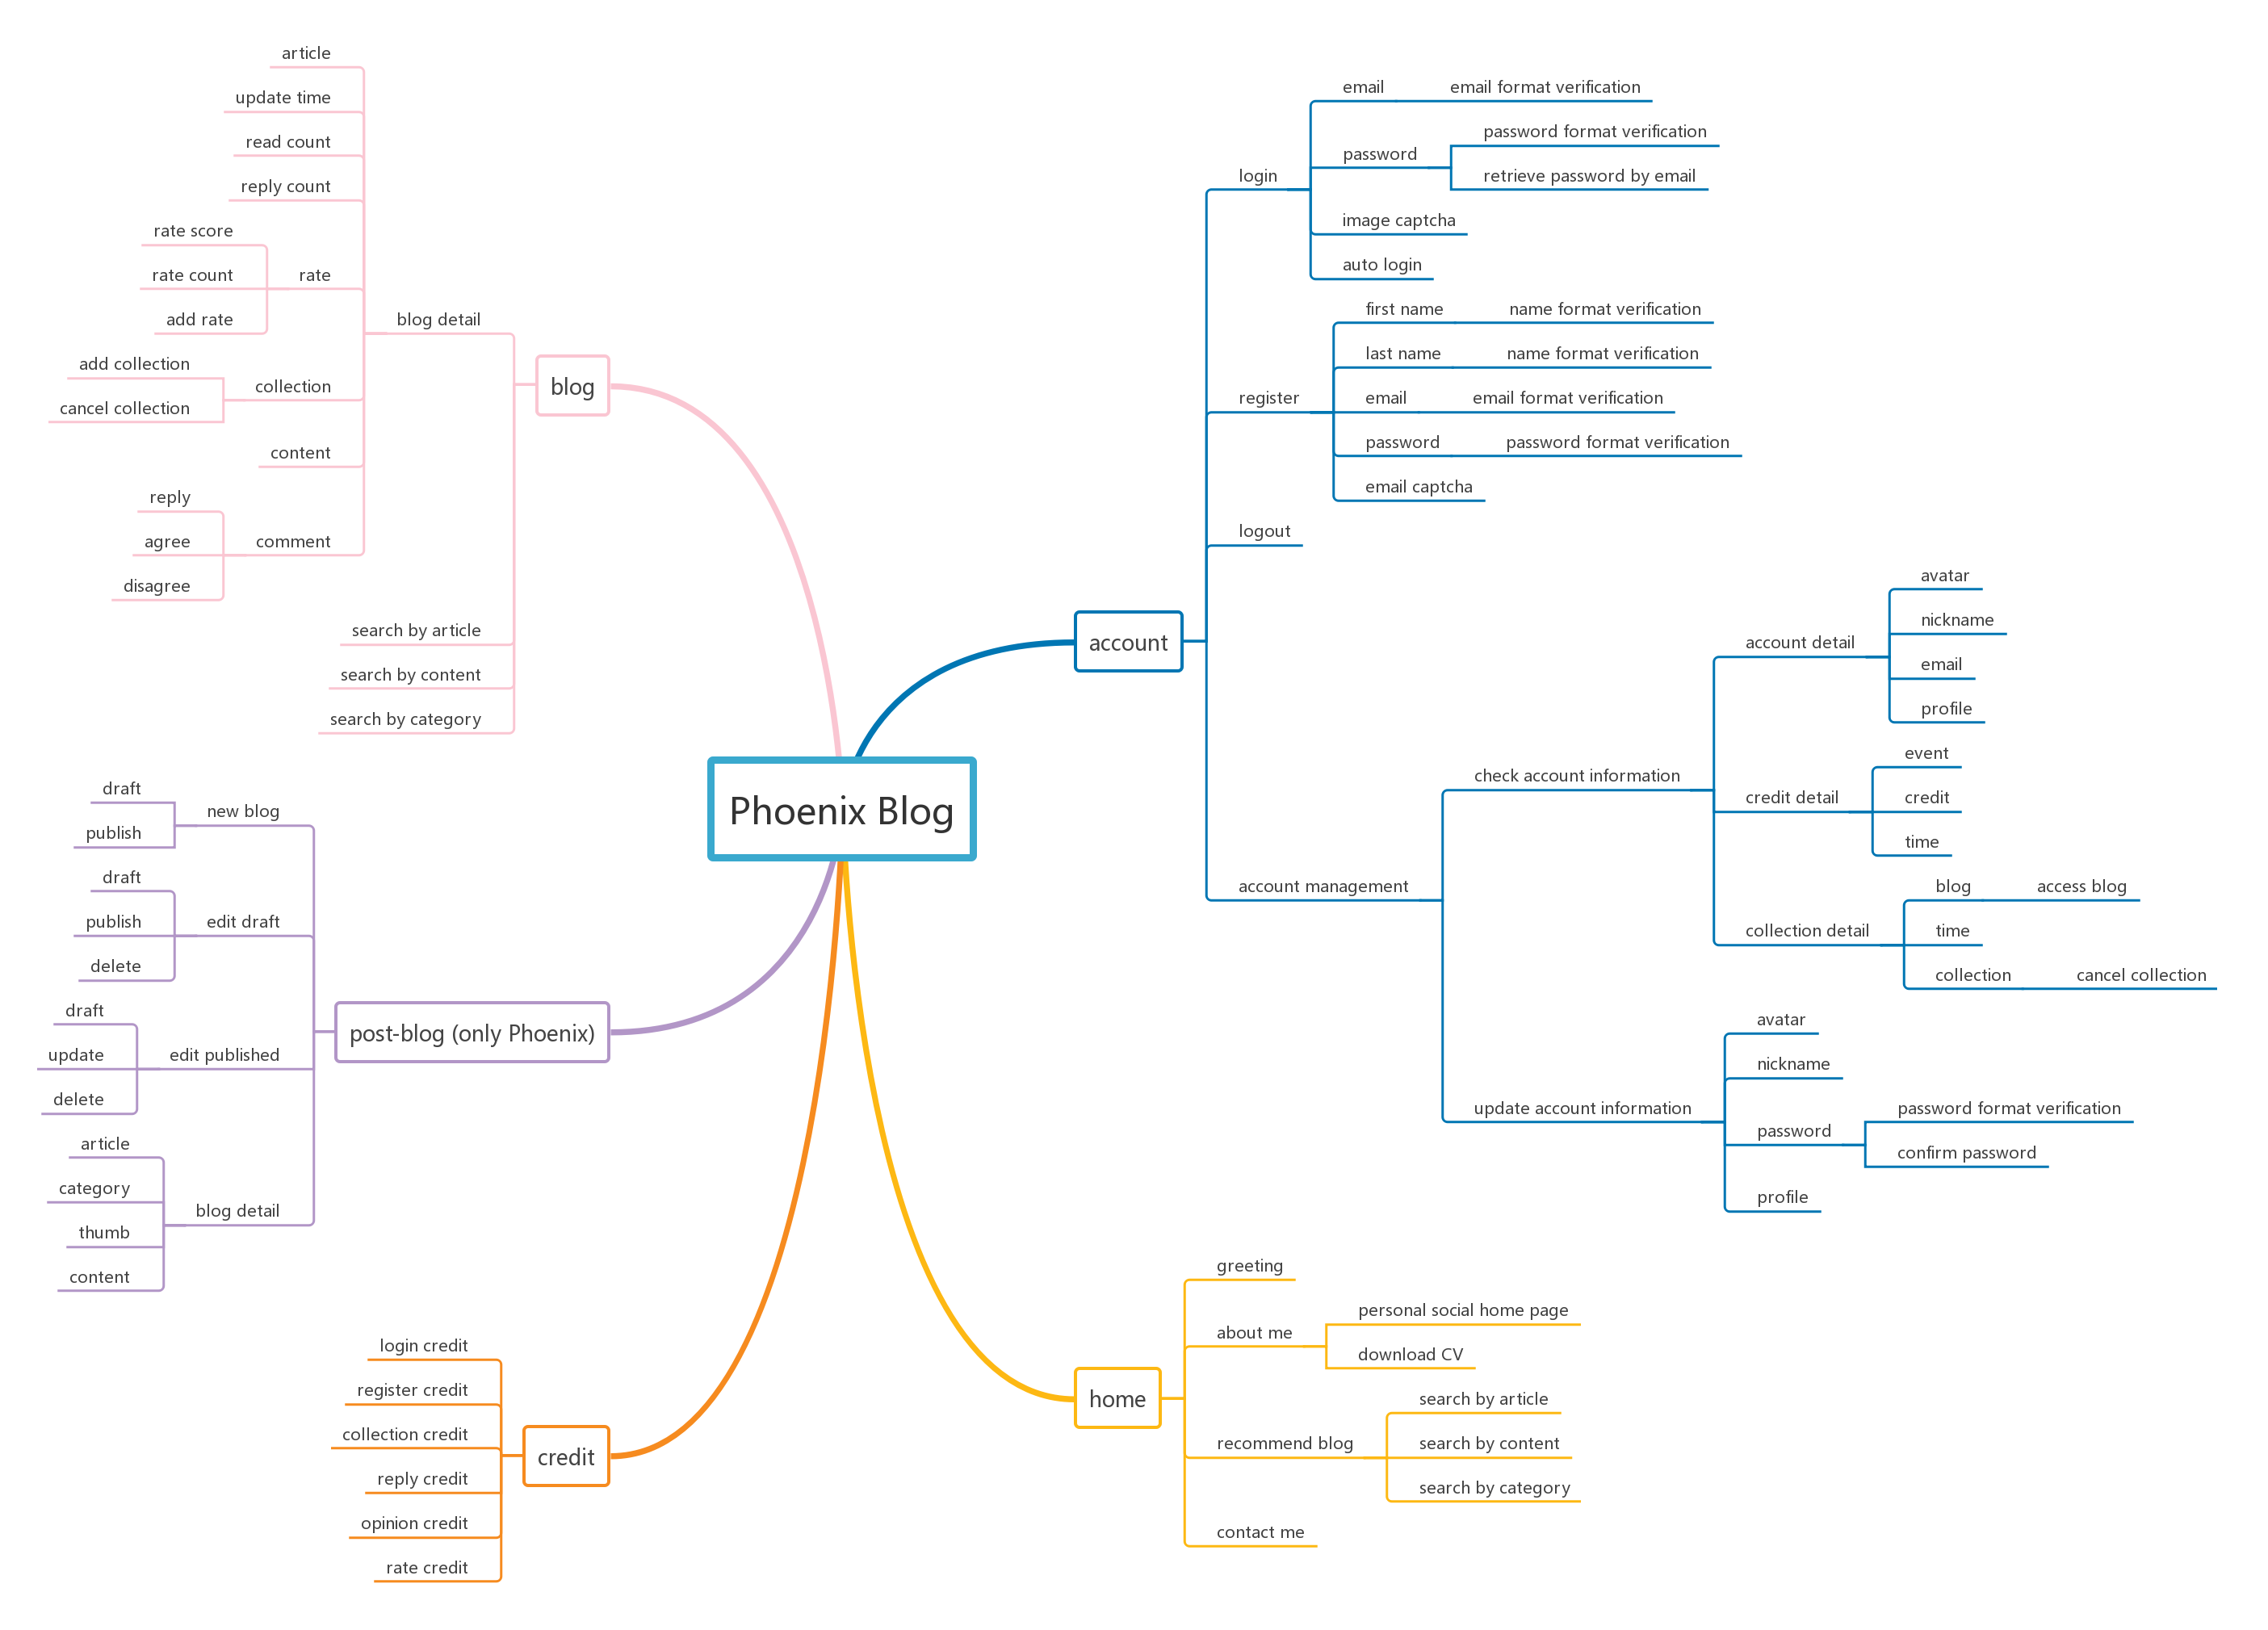 Phoenix Blog
account
login
email
email format verification
password
password format verification
retrieve password by email
image captcha
auto login
register
first name
name format verification
last name
name format verification
email
email format verification
password
password format verification
email captcha
logout
account management
check account information
account detail
avatar
nickname
email
profile
credit detail
event
credit
time
collection detail
blog
access blog
time
collection
cancel collection
update account information
avatar
nickname
password
password format verification
confirm password
profile
home
greeting
about me
personal social home page
download CV
recommend blog
search by article
search by content
search by category
contact me
blog
blog detail
article
update time
read count
reply count
rate
rate score
rate count
add rate
collection
add collection
cancel collection
content
comment
reply
agree
disagree
search by article
search by content
search by category
post-blog (only Phoenix)
new blog
draft
publish
edit draft
draft
publish
delete
edit published
draft
update
delete
blog detail
article
category
thumb
content
credit
login credit
register credit
collection credit
reply credit
opinion credit
rate credit